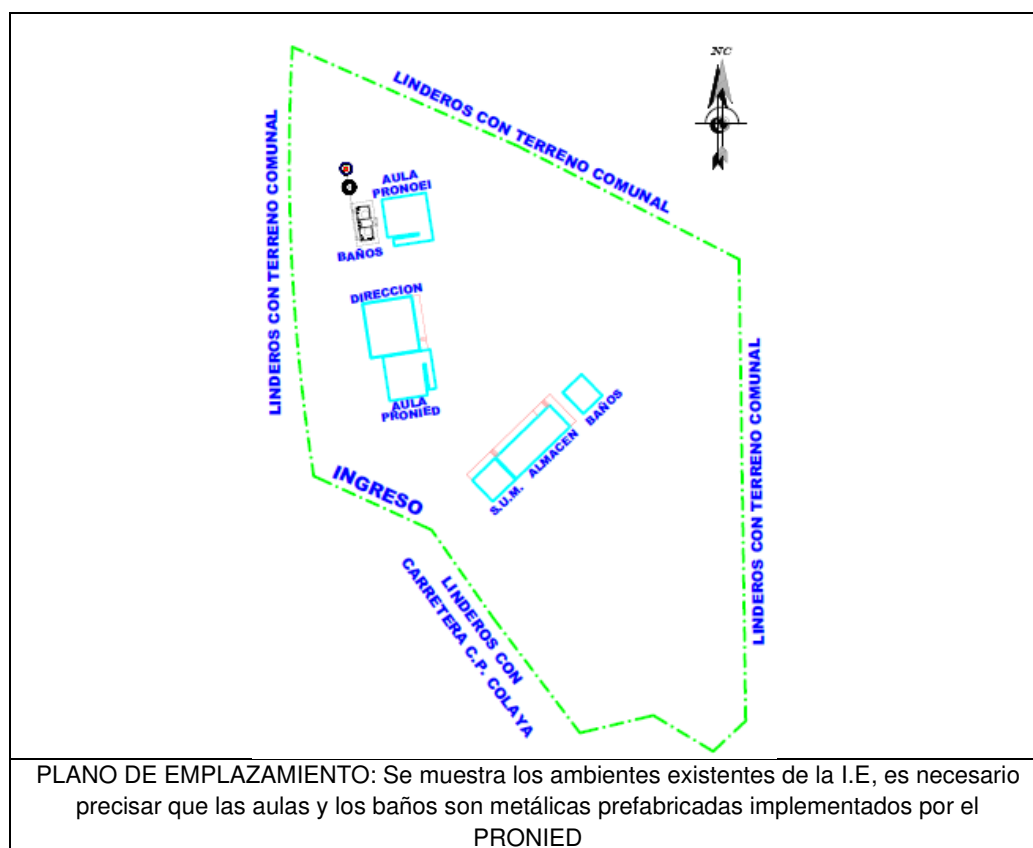 NC
LINDEROS CON TERRENO COMUNAL
LINDEROS CON TERRENO COMUNAL
AULA
PRONOEI
BAÑOS
DIRECCION
AULA
PRONIED
BAÑOS
ALMACEN
S.U.M.
INGRESO
LINDEROS CON TERRENO COMUNAL
LINDEROS CON
CARRETERA C.P. COLAYA
PLANO DE EMPLAZAMIENTO: Se muestra los ambientes existentes de la I.E, es necesario
precisar que las aulas y los baños son metálicas prefabricadas implementados por el
PRONIED